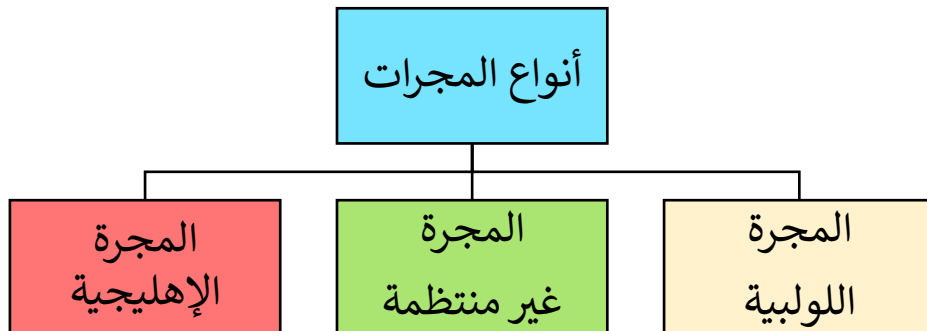 أنواع المجرات
المجرة
اللولبية
المجرة
غير منتظمة
المجرة
الإهليجية